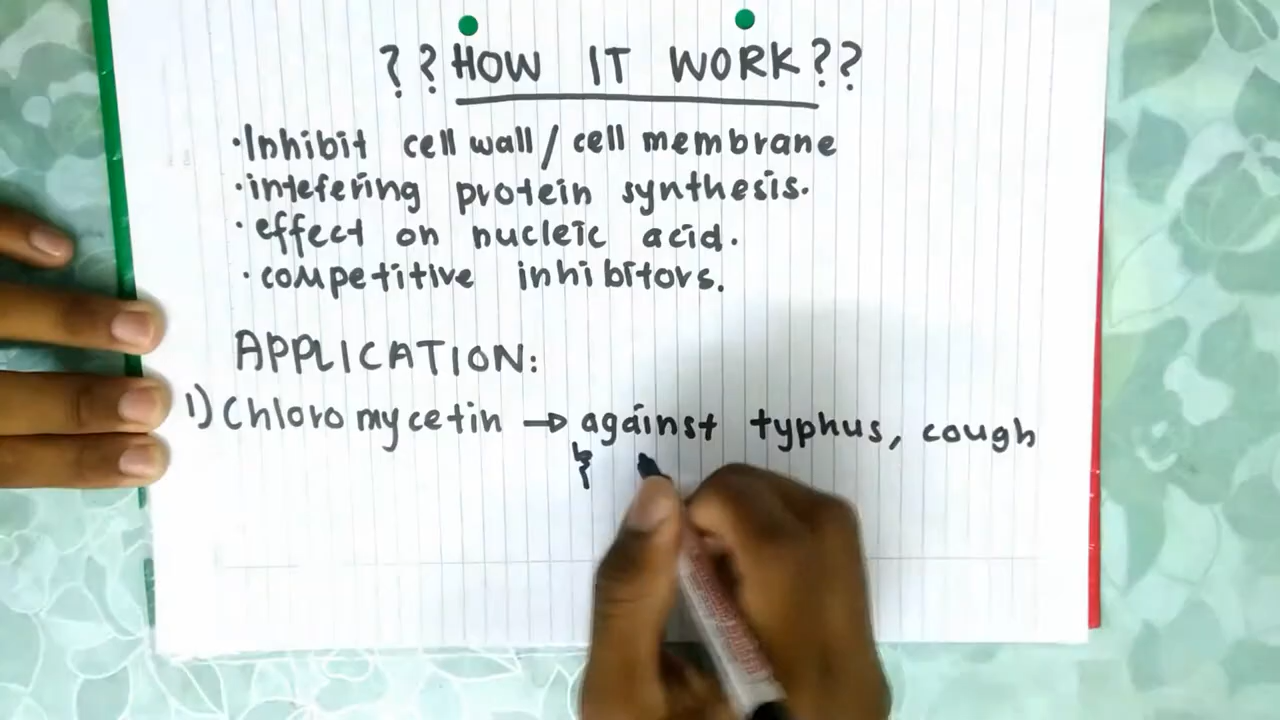 ??HOW IT WORK??
·Inhibit cell wall / cell membrane
·intefering protein synthesis.
·effect on nucleic acid.
·competitive inhibitors.
APPLICATION:
1) Chloromycetin → against typhus, cough
&